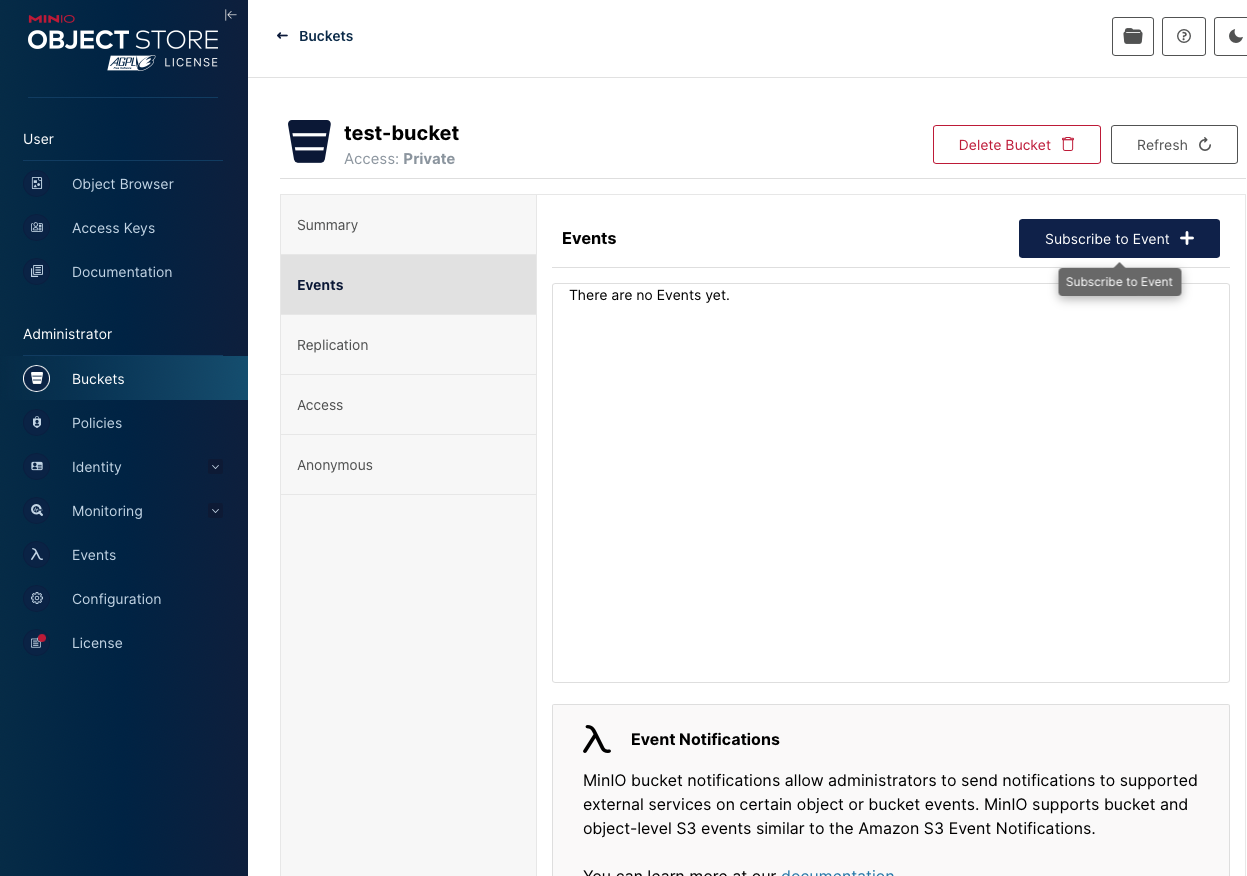 MINIO
OBJECT STORE
AGPL LICENSE
User
Object Browser
Access Keys
Documentation
Administrator
Buckets
Policies
Identity
Monitoring
Events
Configuration
License
Buckets
test-bucket
Access: Private
Delete Bucket
Refresh
Summary
Events
Replication
Access
Anonymous
Events
Subscribe to Event
Subscribe to Event
There are no Events yet.
Event Notifications
MinIO bucket notifications allow administrators to send notifications to supported
external services on certain object or bucket events. MinIO supports bucket and
object-level S3 events similar to the Amazon S3 Event Notifications.
You can learn more at our documentation